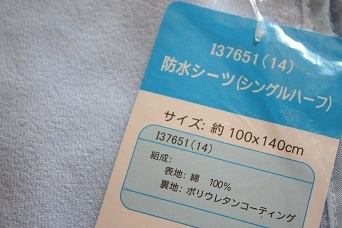 I37651(14)
防水シーツ(シングルハーフ)
サイズ: 約 100x140cm
I37651(14)
組成:
表地: 綿 100%
裏地: ポリウレタンコーティング